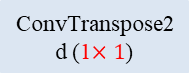 ConvTranspose2
d (1× 1)